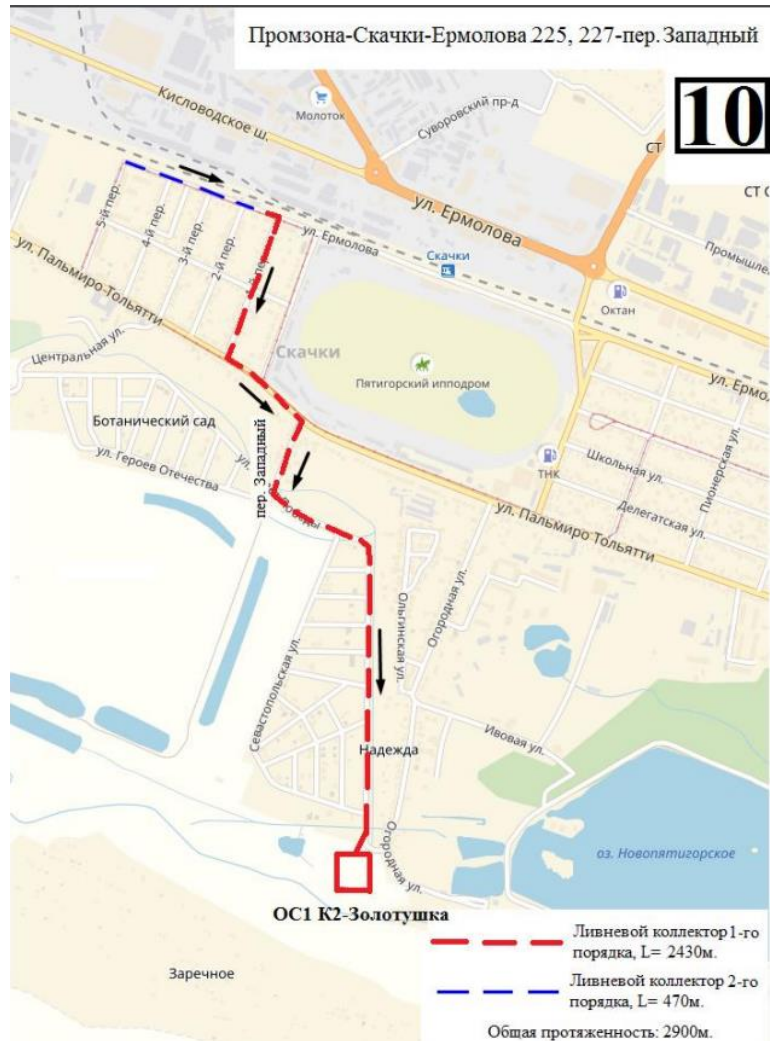 Промзона-Скачки-Ермолова 225, 227-пер. Западный
10
Кисловодское ш.
Молоток
Суворовский пр-д
СТ
СТ С
ул. Ермолова
Промышле
5-й пер.
4-й пер.
3-й пер.
2-й пер.
ул. Ермолова
Скачки
Октан
ул. Пальмиро-Тольятти
Центральная ул.
Скачки
Пятигорский ипподром
ул. Ермо
Ботанический сад
пер. Западный
ТНК
Школьная ул.
Пионерская ул.
ул. Героев Отечества
ул.
Победы
Делегатская ул.
ул. Пальмиро Тольятти
Ольгинская ул.
Огородная ул.
Севастопольская ул.
Ивовая ул.
Надежда
Огородная ул.
оз. Новопятигорское
ОС1 К2-Золотушка
Заречное
Ливневой коллектор 1-го
порядка, L= 2430м.
Ливневой коллектор 2-го
порядка, L= 470м.
Общая протяженность: 2900м.